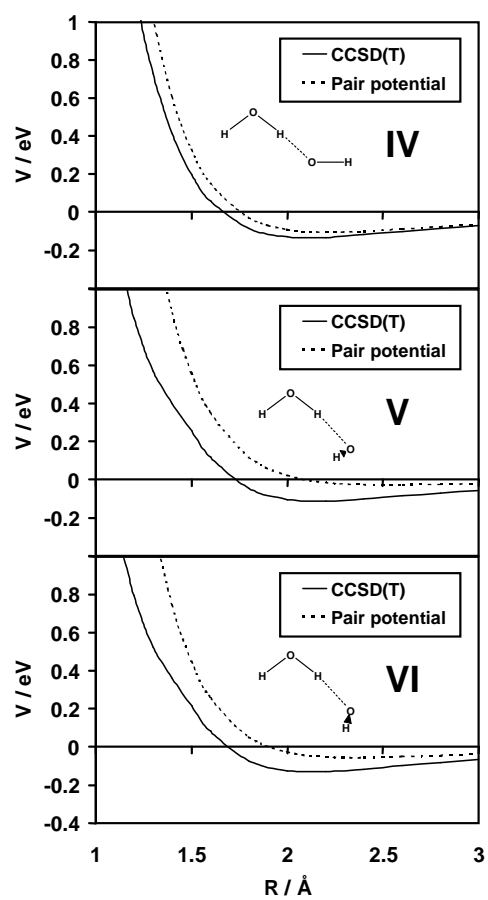 1
0.8
0.6
0.4
0.2
0
-0.2
V / eV
CCSD(T)
Pair potential
O
H H
O H
IV
0.8
0.6
0.4
0.2
0
-0.2
V / eV
CCSD(T)
Pair potential
O
H H
O
H
V
0.8
0.6
0.4
0.2
0
-0.2
-0.4
V / eV
CCSD(T)
Pair potential
O
H H
O
H
VI
1 1.5 2 2.5 3
R / Å